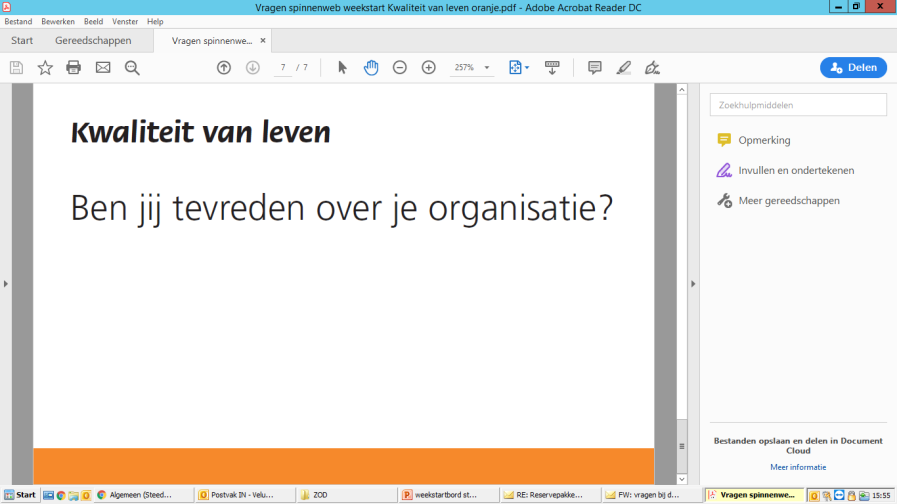 Vragen spinnenweb weekstart Kwaliteit van leven oranje.pdf - Adobe Acrobat Reader DC
Bestand Bewerken Beeld Venster Help
Start Gereedschappen Vragen spinnenwe... ×
7 / 7 257% Delen
Kwaliteit van leven
Ben jij tevreden over je organisatie?
Zoekhulpmiddelen
Opmerking
Invullen en ondertekenen
Meer gereedschappen
Bestanden opslaan en delen in Document
Cloud
Meer informatie
Start Algemeen (Steed... Postvak IN - Velu... ZOD weekstartbord st... RE: Reservepakke... FW: vragen bij d... Vragen spinnenwe... 15:55